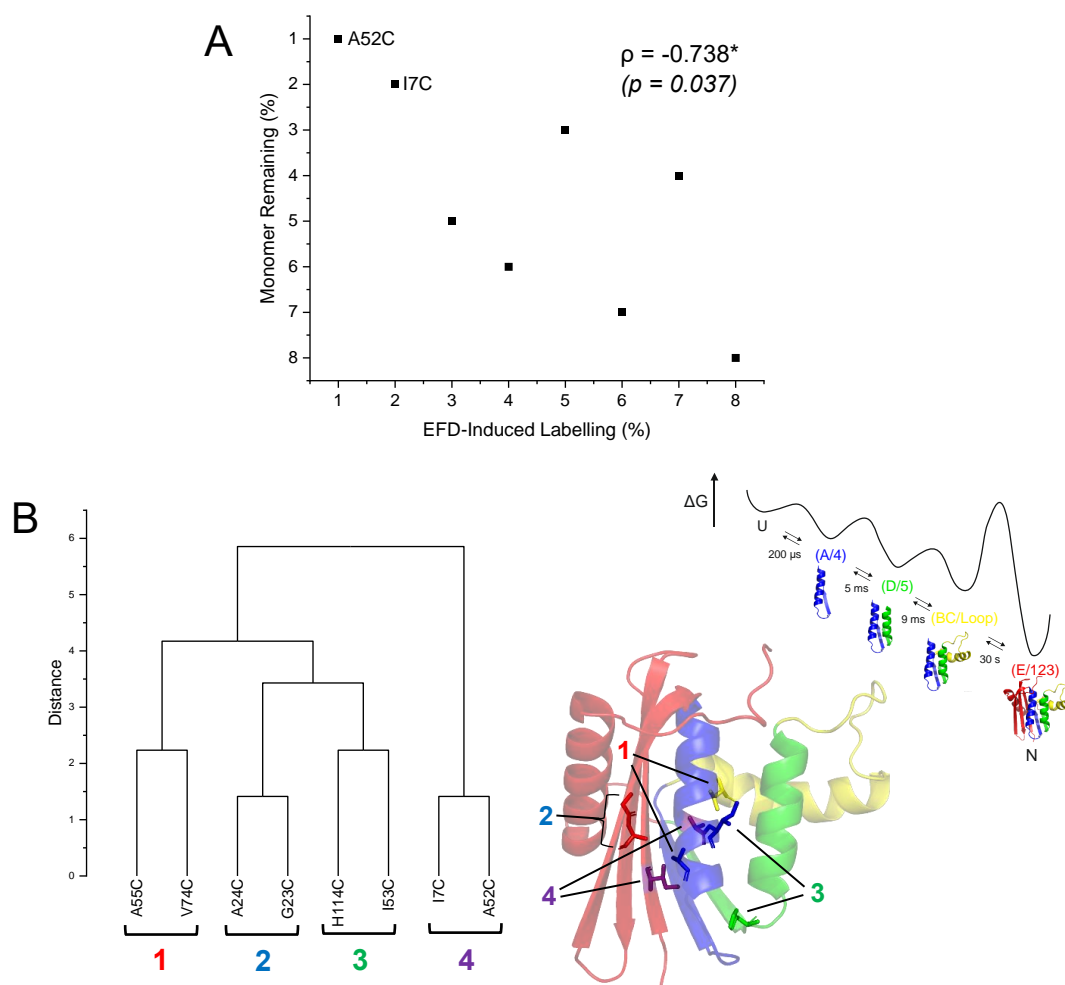 A
Monomer Remaining (%)
1
2
3
4
5
6
7
8
A52C
I7C
ρ = -0.738*
(p = 0.037)
1 2 3 4 5 6 7 8
EFD-Induced Labelling (%)
B
Distance
6
5
4
3
2
1
0
A55C V74C A24C G23C H114C I53C I7C A52C
1 2 3 4
1
2
4
3
ΔG
U
200 µs
(A/4)
5 ms
(D/5)
9 ms
(BC/Loop)
30 s
(E/123)
N